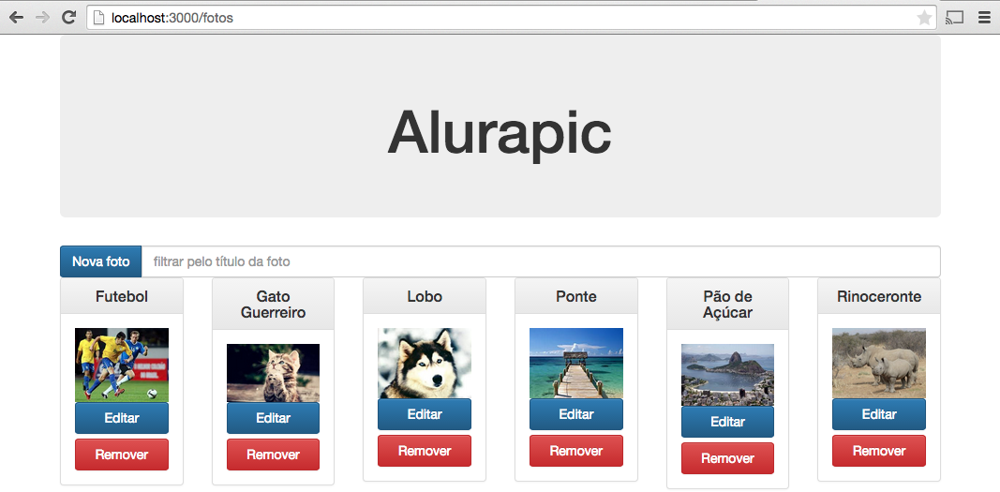 localhost:3000/fotos
Alurapic
Nova foto
filtrar pelo título da foto
Futebol
Editar
Remover
Gato
Guerreiro
Editar
Remover
Lobo
Editar
Remover
Ponte
Editar
Remover
Pão de
Açúcar
Editar
Remover
Rinoceronte
Editar
Remover